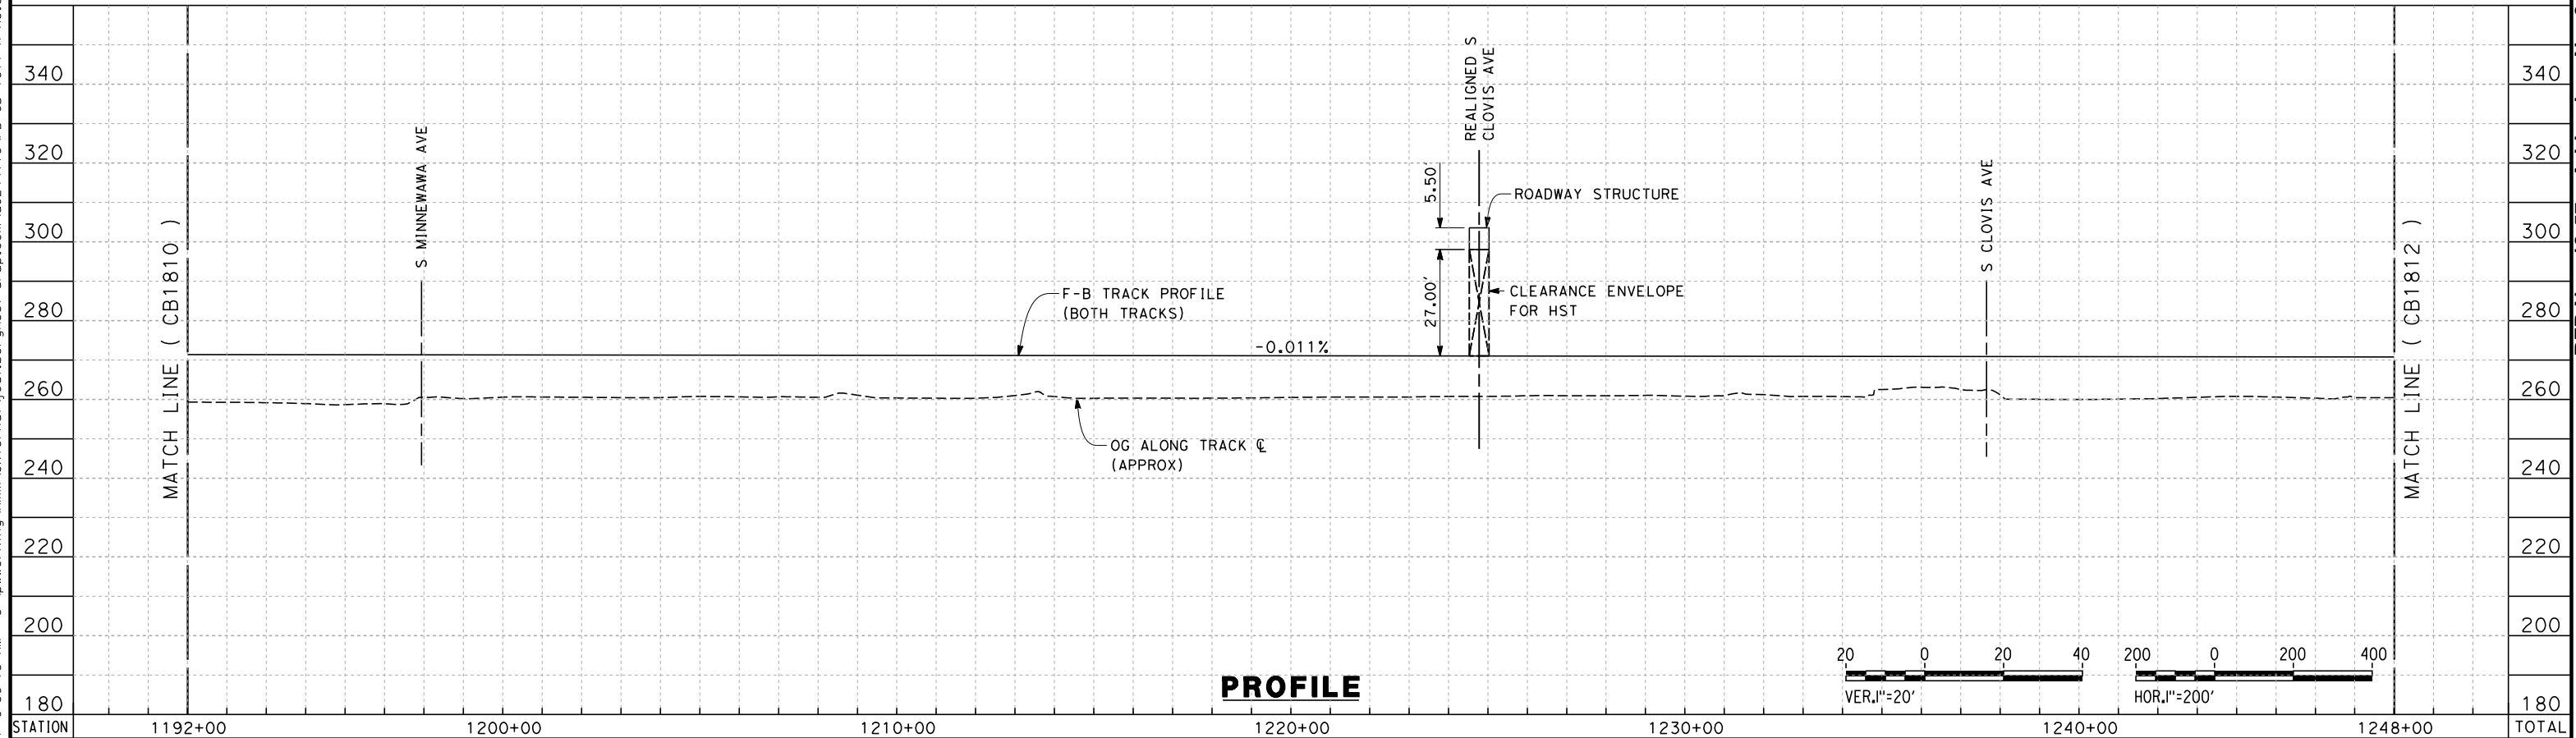 340
320
300
280
260
240
220
200
180
340
320
300
280
260
240
220
200
180
MATCH LINE ( CB1810 )
S MINNEWAWA AVE
F-B TRACK PROFILE
(BOTH TRACKS)
-0.011%
OG ALONG TRACK ℄
(APPROX)
REALIGNED S
CLOVIS AVE
5.50'
27.00'
ROADWAY STRUCTURE
CLEARANCE ENVELOPE
FOR HST
S CLOVIS AVE
MATCH LINE ( CB1812 )
PROFILE
20 0 20 40
VER.1"=20'
200 0 200 400
HOR.1"=200'
STATION 1192+00 1200+00 1210+00 1220+00 1230+00 1240+00 1248+00 TOTAL